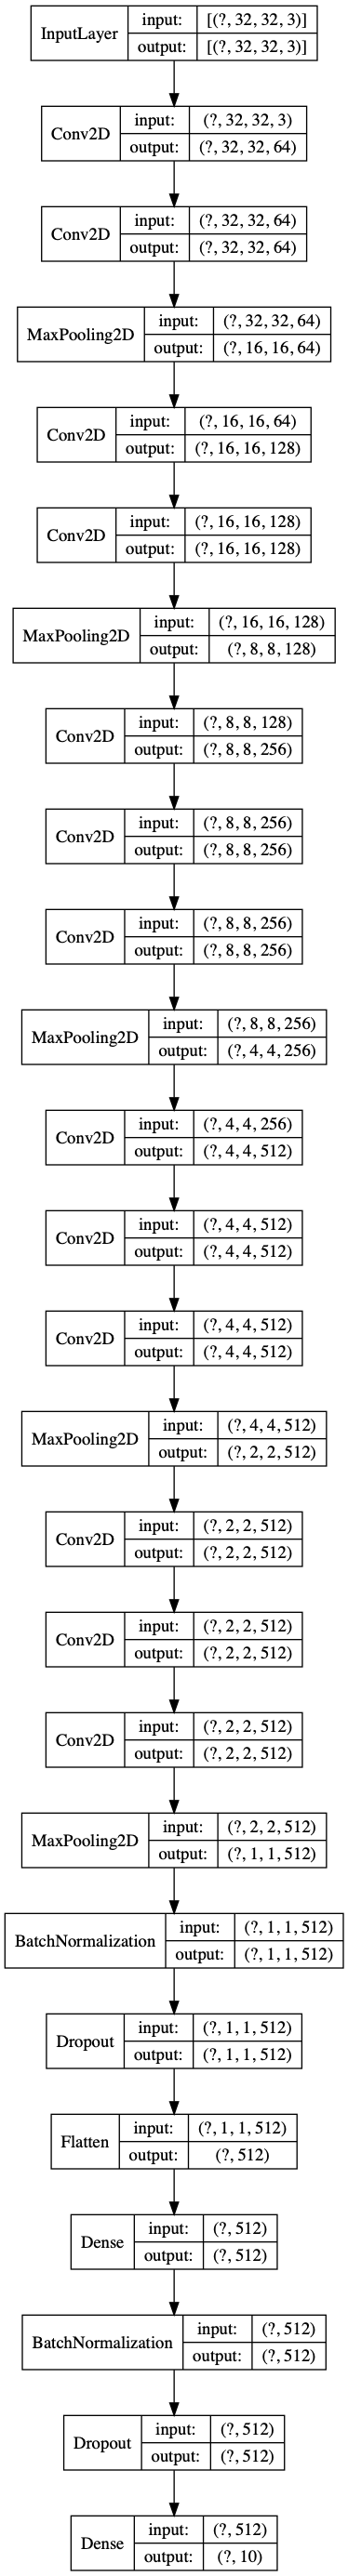 InputLayer
input: [(?, 32, 32, 3)]
output: [(?, 32, 32, 3)]
Conv2D
input: (?, 32, 32, 3)
output: (?, 32, 32, 64)
Conv2D
input: (?, 32, 32, 64)
output: (?, 32, 32, 64)
MaxPooling2D
input: (?, 32, 32, 64)
output: (?, 16, 16, 64)
Conv2D
input: (?, 16, 16, 64)
output: (?, 16, 16, 128)
Conv2D
input: (?, 16, 16, 128)
output: (?, 16, 16, 128)
MaxPooling2D
input: (?, 16, 16, 128)
output: (?, 8, 8, 128)
Conv2D
input: (?, 8, 8, 128)
output: (?, 8, 8, 256)
Conv2D
input: (?, 8, 8, 256)
output: (?, 8, 8, 256)
Conv2D
input: (?, 8, 8, 256)
output: (?, 8, 8, 256)
MaxPooling2D
input: (?, 8, 8, 256)
output: (?, 4, 4, 256)
Conv2D
input: (?, 4, 4, 256)
output: (?, 4, 4, 512)
Conv2D
input: (?, 4, 4, 512)
output: (?, 4, 4, 512)
Conv2D
input: (?, 4, 4, 512)
output: (?, 4, 4, 512)
MaxPooling2D
input: (?, 4, 4, 512)
output: (?, 2, 2, 512)
Conv2D
input: (?, 2, 2, 512)
output: (?, 2, 2, 512)
Conv2D
input: (?, 2, 2, 512)
output: (?, 2, 2, 512)
Conv2D
input: (?, 2, 2, 512)
output: (?, 2, 2, 512)
MaxPooling2D
input: (?, 2, 2, 512)
output: (?, 1, 1, 512)
BatchNormalization
input: (?, 1, 1, 512)
output: (?, 1, 1, 512)
Dropout
input: (?, 1, 1, 512)
output: (?, 1, 1, 512)
Flatten
input: (?, 1, 1, 512)
output: (?, 512)
Dense
input: (?, 512)
output: (?, 512)
BatchNormalization
input: (?, 512)
output: (?, 512)
Dropout
input: (?, 512)
output: (?, 512)
Dense
input: (?, 512)
output: (?, 10)